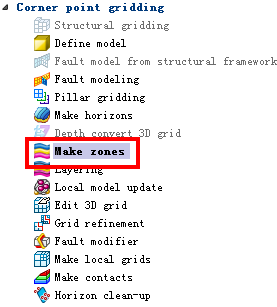 Corner point gridding
Structural gridding
Define model
Fault model from structural framework
Fault modeling
Pillar gridding
Make horizons
Depth convert 3D grid
Make zones
Layering
Local model update
Edit 3D grid
Grid refinement
Fault modifier
Make local grids
Make contacts
Horizon clean-up